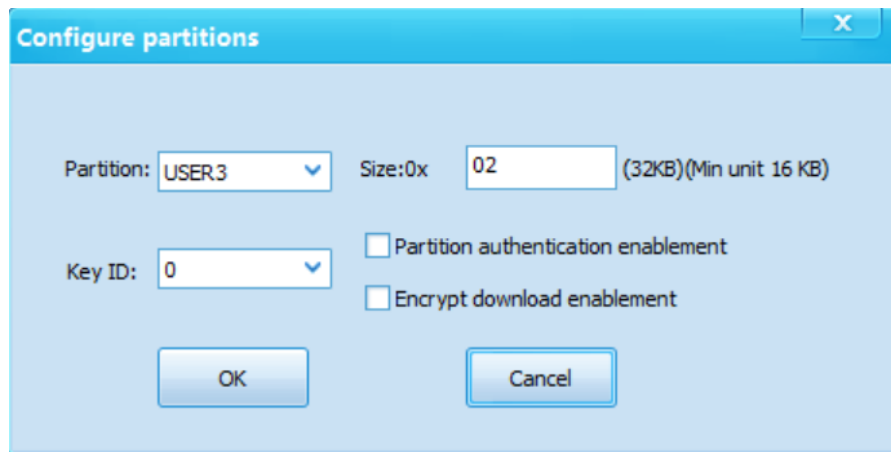 Configure partitions
X
Partition: USER3 Size:0x 02 (32KB)(Min unit 16 KB)
Partition authentication enablement
Key ID: 0
Encrypt download enablement
OK Cancel